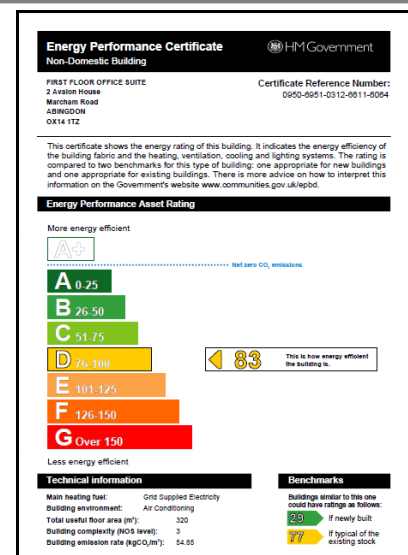 Energy Performance Certificate
HM Government
Non-Domestic Building
FIRST FLOOR OFFICE SUITE
2 Avalon House
Marcham Road
ABINGDON
OX14 1TZ
Certificate Reference Number:
0950-6951-0312-6611-6064
This certificate shows the energy rating of this building. It indicates the energy efficiency of
the building fabric and the heating, ventilation, cooling and lighting systems. The rating is
compared to two benchmarks for this type of building: one appropriate for new buildings
and one appropriate for existing buildings. There is more advice on how to interpret this
information on the Government's website www.communities.gov.uk/epbd.
Energy Performance Asset Rating
More energy efficient
A+
Net zero CO₂ emissions
A 0-25
B 26-50
C 51-75
D 76-100
83
This is how energy efficient
the building is.
E 101-125
F 126-150
G Over 150
Less energy efficient
Technical information
Main heating fuel: Grid Supplied Electricity
Building environment: Air Conditioning
Total useful floor area (m²): 320
Building complexity (NOS level): 3
Building emission rate (kgCO₂/m²): 54.85
Benchmarks
Buildings similar to this one
could have ratings as follows:
29 If newly built
77 If typical of the
existing stock